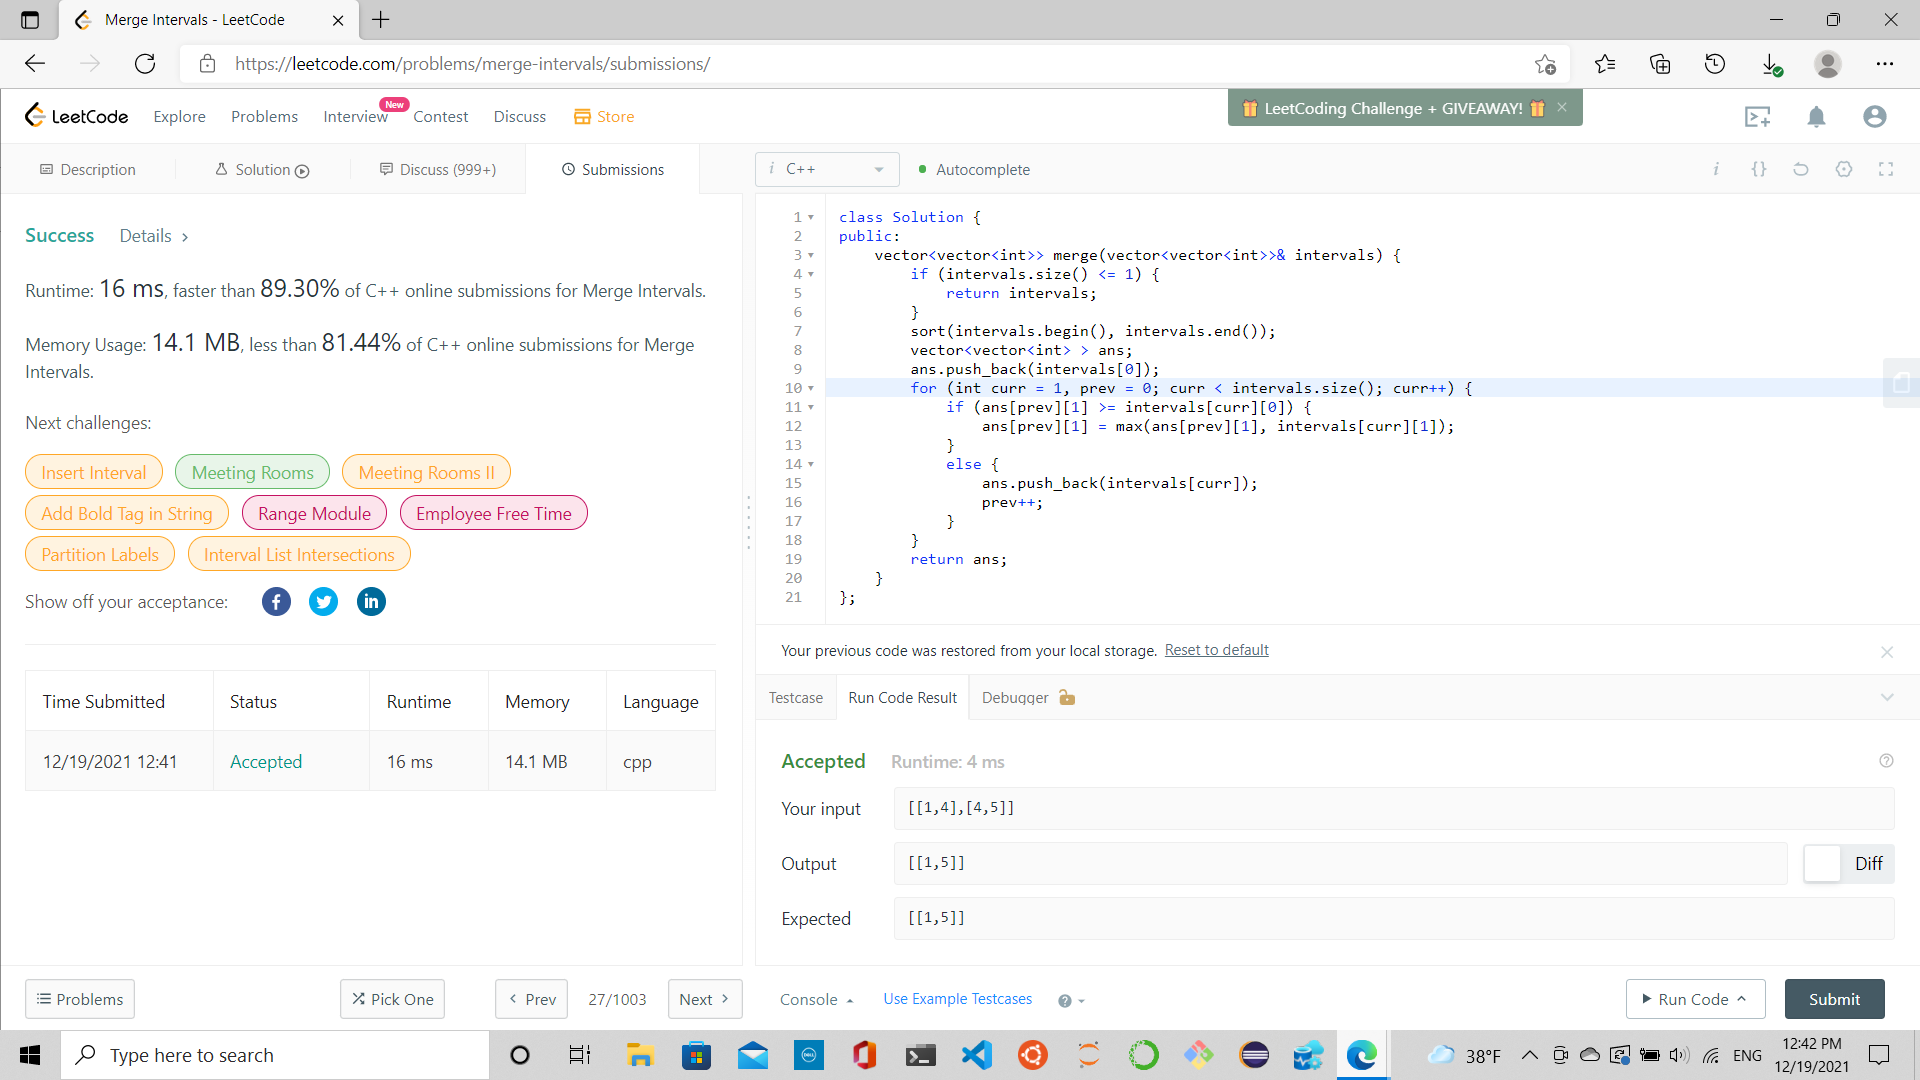 Merge Intervals - LeetCode
https://leetcode.com/problems/merge-intervals/submissions/
LeetCode Explore Problems Interview New Contest Discuss Store
LeetCoding Challenge + GIVEAWAY!
Description Solution Discuss (999+) Submissions
i C++ Autocomplete
i {}
Success Details >
Runtime: 16 ms, faster than 89.30% of C++ online submissions for Merge Intervals.
Memory Usage: 14.1 MB, less than 81.44% of C++ online submissions for Merge
Intervals.
Next challenges:
Insert Interval Meeting Rooms Meeting Rooms II
Add Bold Tag in String Range Module Employee Free Time
Partition Labels Interval List Intersections
Show off your acceptance:
Time Submitted Status Runtime Memory Language
12/19/2021 12:41 Accepted 16 ms 14.1 MB cpp
1 class Solution {
2 public:
3 vector<vector<int>> merge(vector<vector<int>>& intervals) {
4 if (intervals.size() <= 1) {
5 return intervals;
6 }
7 sort(intervals.begin(), intervals.end());
8 vector<vector<int> > ans;
9 ans.push_back(intervals[0]);
10 for (int curr = 1, prev = 0; curr < intervals.size(); curr++) {
11 if (ans[prev][1] >= intervals[curr][0]) {
12 ans[prev][1] = max(ans[prev][1], intervals[curr][1]);
13 }
14 else {
15 ans.push_back(intervals[curr]);
16 prev++;
17 }
18 }
19 return ans;
20 }
21 };
Your previous code was restored from your local storage. Reset to default
Testcase Run Code Result Debugger
Accepted Runtime: 4 ms
Your input [[1,4],[4,5]]
Output [[1,5]] Diff
Expected [[1,5]]
Problems Pick One < Prev 27/1003 Next >
Console Use Example Testcases Run Code Submit
Type here to search
DELL
38°F ENG
12:42 PM
12/19/2021